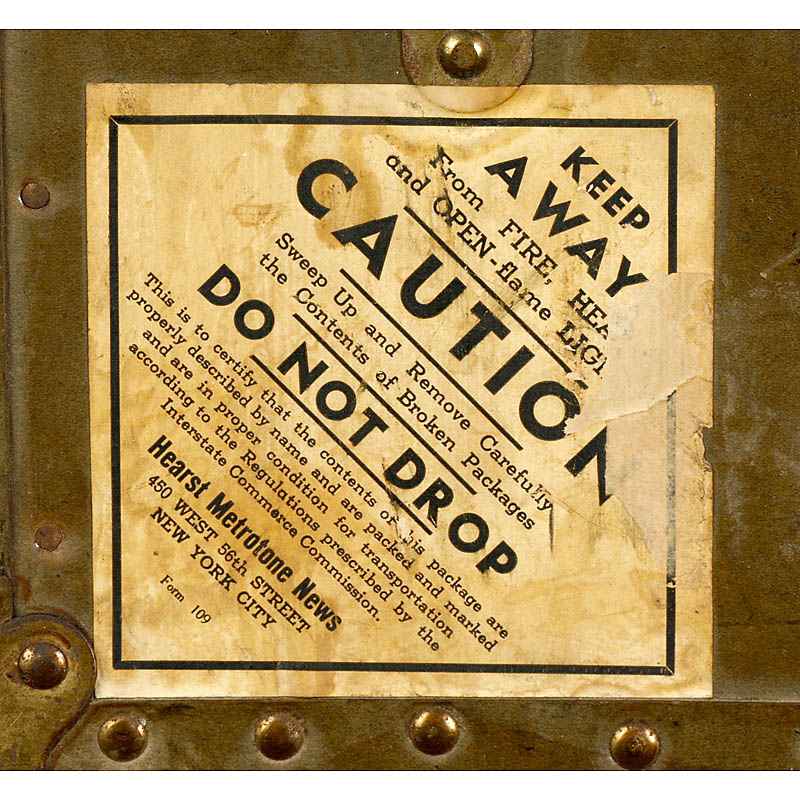 KEEP
AWAY
From FIRE,
and OPEN-flame
CAUTION
Sweep Up and Remove Carefully
the Contents of Broken Packages
DO NOT DROP
This is to certify that the contents of this package are
properly described by name and are packed and marked
and are in proper condition for transportation
according to the Regulations prescribed by the
Interstate Commerce Commission.
Hearst Metrotone News
450 WEST 56th STREET
NEW YORK CITY
Form 109